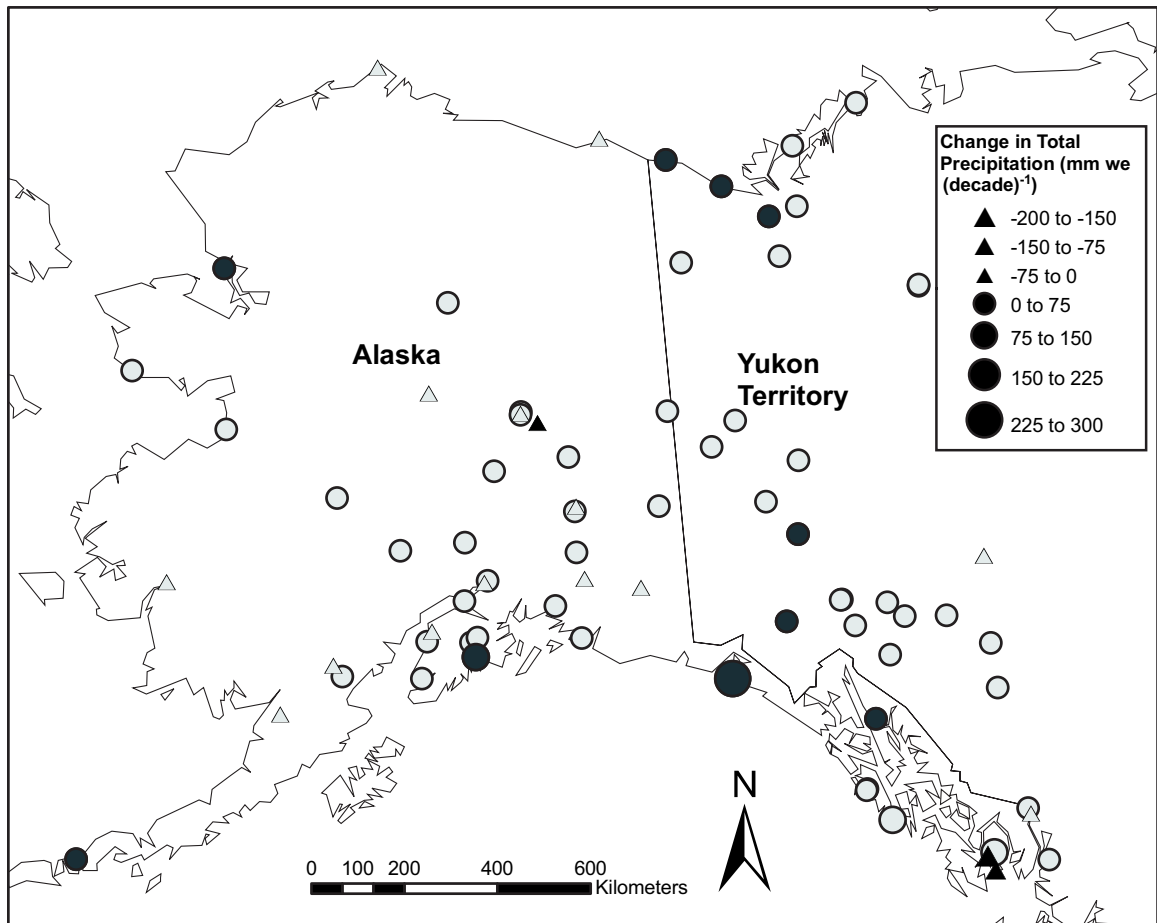 Change in Total
Precipitation (mm we
(decade)-1)
-200 to -150
-150 to -75
-75 to 0
0 to 75
75 to 150
150 to 225
225 to 300
Alaska
Yukon
Territory
N
0 100 200 400 600
Kilometers